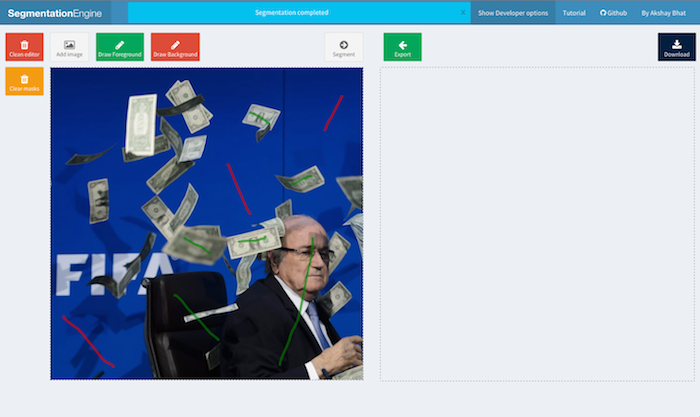 SegmentationEngine
Segmentation completed
x
Show Developer options
Tutorial
Github
By Akshay Bhat
Clean editor
Add image
Draw Foreground
Draw Background
Segment
Export
Download
Clear masks
FIFA